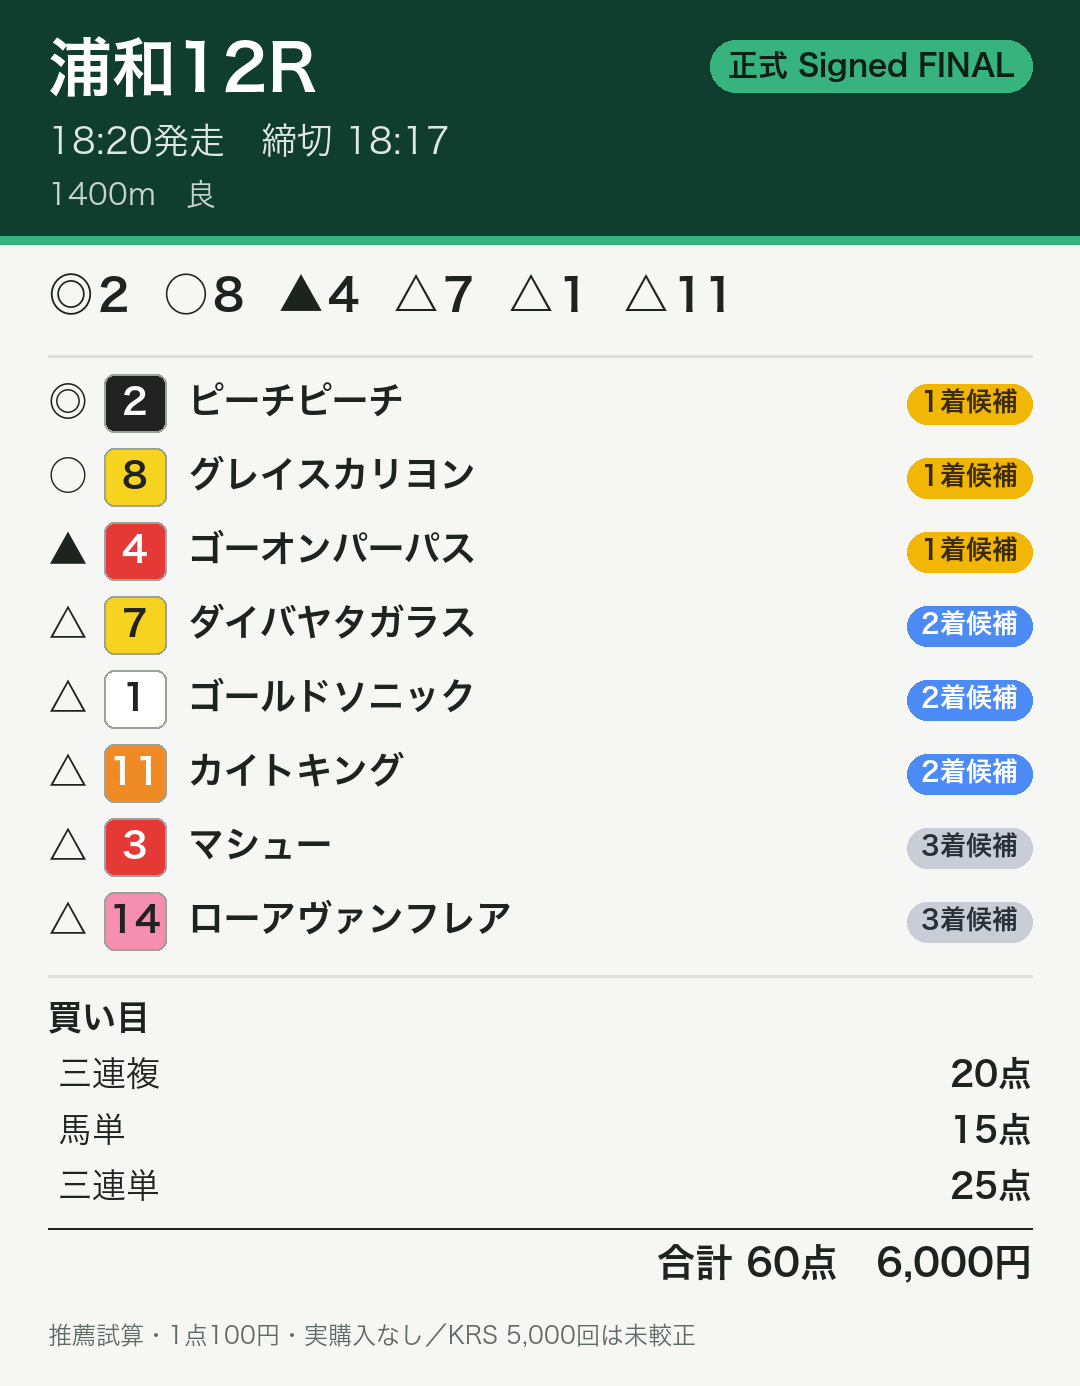 浦和12R
正式 Signed FINAL
18:20発走　締切 18:17
1400m　良
◎2 ○8 ▲4 △7 △1 △11
◎ 2 ピーチピーチ 1着候補
○ 8 グレイスカリヨン 1着候補
▲ 4 ゴーオンパーパス 1着候補
△ 7 ダイバヤタガラス 2着候補
△ 1 ゴールドソニック 2着候補
△ 11 カイトキング 2着候補
△ 3 マシュー 3着候補
△ 14 ローアヴァンフレア 3着候補
買い目
三連複 20点
馬単 15点
三連単 25点
合計 60点　6,000円
推薦試算・1点100円・実購入なし／KRS 5,000回は未較正